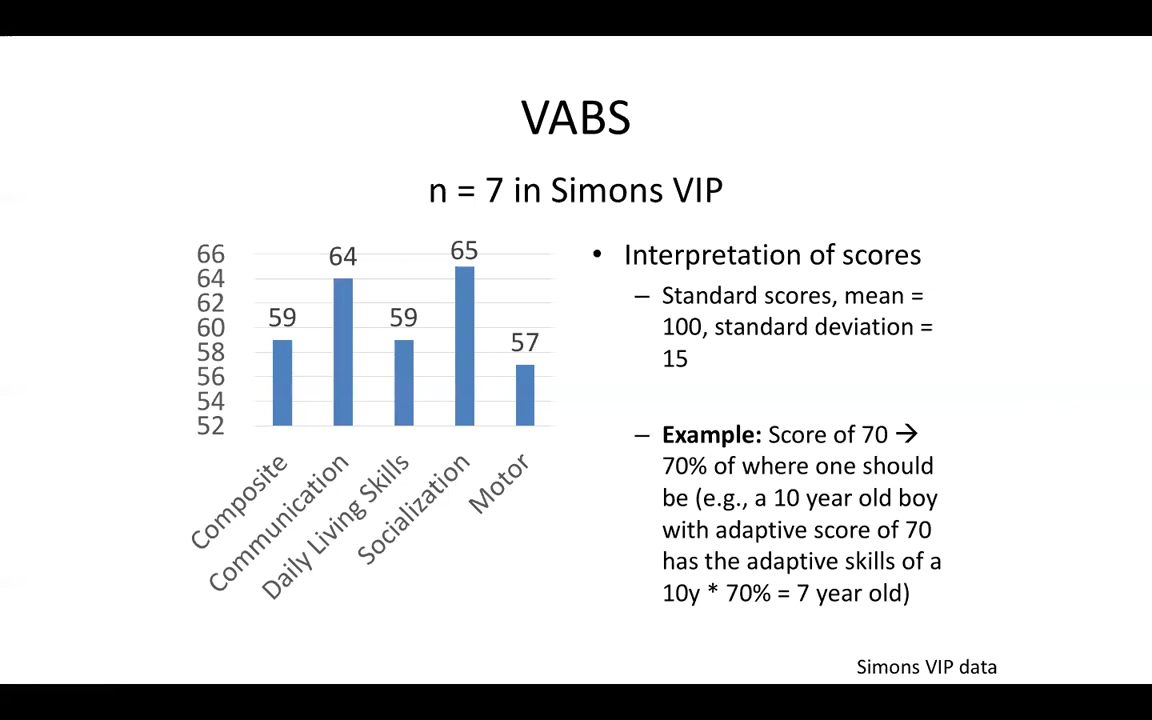 VABS
n = 7 in Simons VIP
66
64
62
60
58
56
54
52
59
64
59
65
57
Composite
Communication
Daily Living Skills
Socialization
Motor
• Interpretation of scores
– Standard scores, mean =
100, standard deviation =
15
– Example: Score of 70 →
70% of where one should
be (e.g., a 10 year old boy
with adaptive score of 70
has the adaptive skills of a
10y * 70% = 7 year old)
Simons VIP data